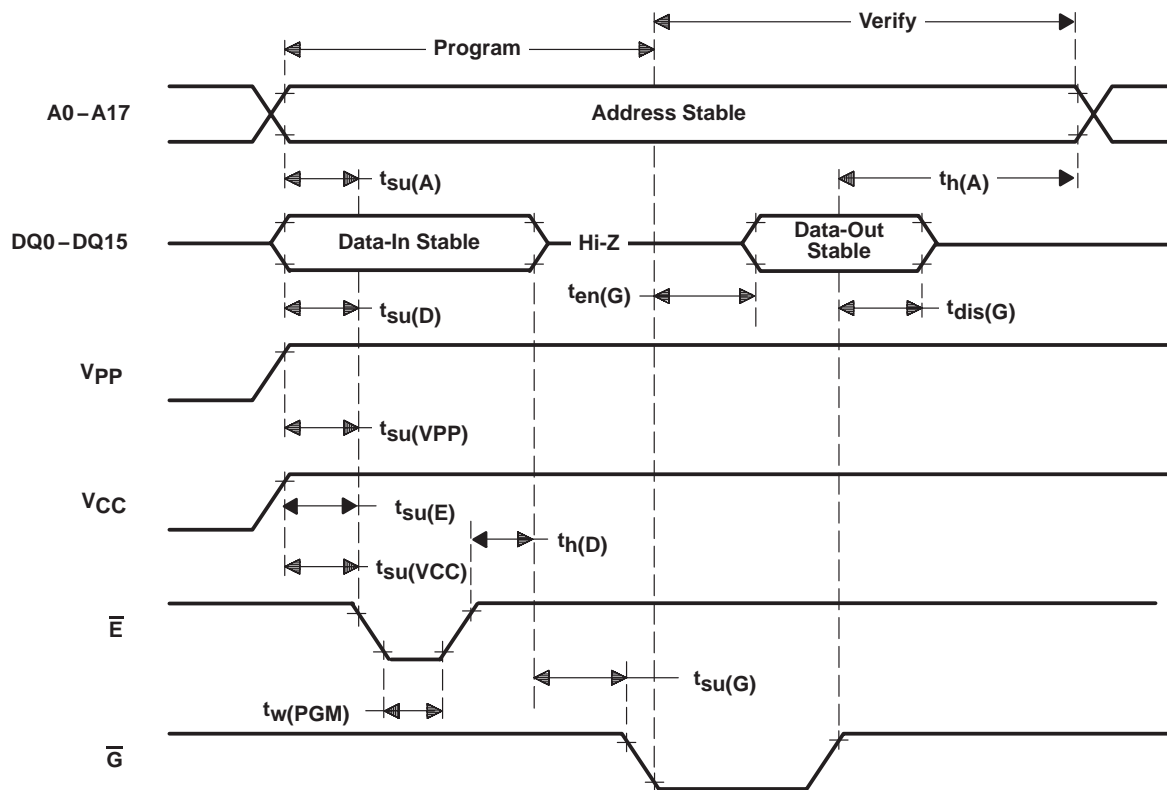 Verify
Program
A0–A17
Address Stable
tsu(A)
th(A)
DQ0–DQ15
Data-In Stable
Hi-Z
Data-Out
Stable
ten(G)
tsu(D)
tdis(G)
VPP
tsu(VPP)
VCC
tsu(E)
th(D)
tsu(VCC)
E
tsu(G)
tw(PGM)
G